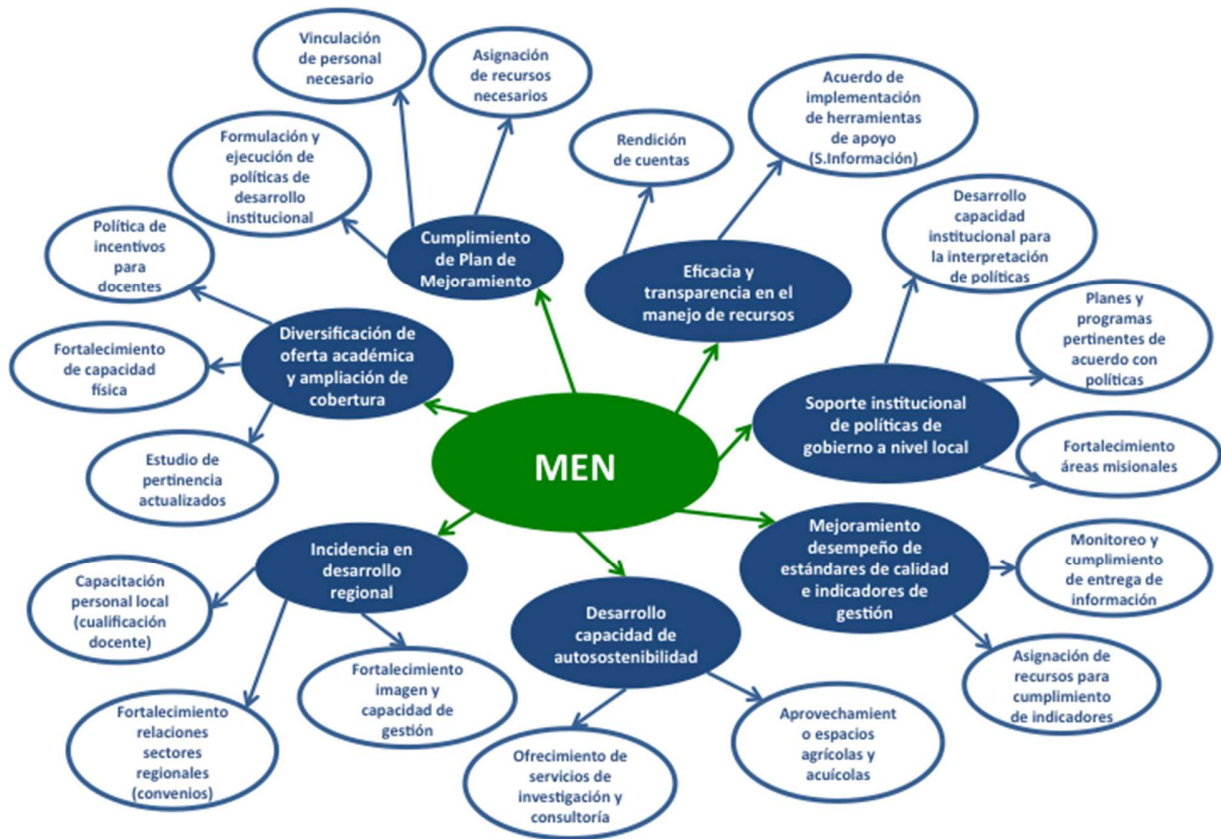 Vinculación
de personal
necesario
Asignación
de recursos
necesarios
Acuerdo de
implementación
de herramientas
de apoyo
(S.Información)
Rendición
de cuentas
Formulación y
ejecución de
políticas de
desarrollo
institucional
Desarrollo
capacidad
institucional para
la interpretación
de políticas
Política de
incentivos
para
docentes
Cumplimiento
de Plan de
Mejoramiento
Eficacia y
transparencia en el
manejo de recursos
Planes y
programas
pertinentes de
acuerdo con
políticas
Fortalecimiento
de capacidad
física
Diversificación de
oferta académica
y ampliación de
cobertura
Soporte institucional
de políticas de
gobierno a nivel local
Estudio de
pertinencia
actualizados
MEN
Fortalecimiento
áreas misionales
Incidencia en
desarrollo
regional
Mejoramiento
desempeño de
estándares de calidad
e indicadores de
gestión
Monitoreo y
cumplimiento
de entrega de
información
Capacitación
personal local
(cualificación
docente)
Desarrollo
capacidad de
autosostenibilidad
Asignación de
recursos para
cumplimiento
de indicadores
Fortalecimiento
imagen y
capacidad de
gestión
Fortalecimiento
relaciones
sectores
regionales
(convenios)
Ofrecimiento de
servicios de
investigación y
consultoría
Aprovechamient
o espacios
agrícolas y
acuícolas